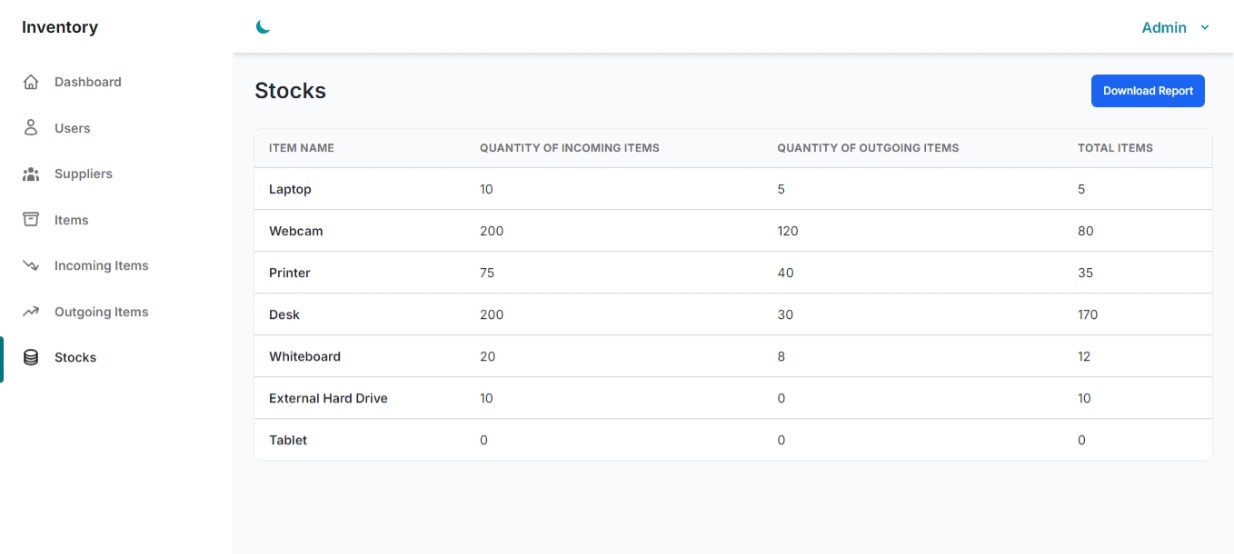 Inventory
Admin
Dashboard
Users
Suppliers
Items
Incoming Items
Outgoing Items
Stocks
Stocks
Download Report
ITEM NAME QUANTITY OF INCOMING ITEMS QUANTITY OF OUTGOING ITEMS TOTAL ITEMS
Laptop 10 5 5
Webcam 200 120 80
Printer 75 40 35
Desk 200 30 170
Whiteboard 20 8 12
External Hard Drive 10 0 10
Tablet 0 0 0